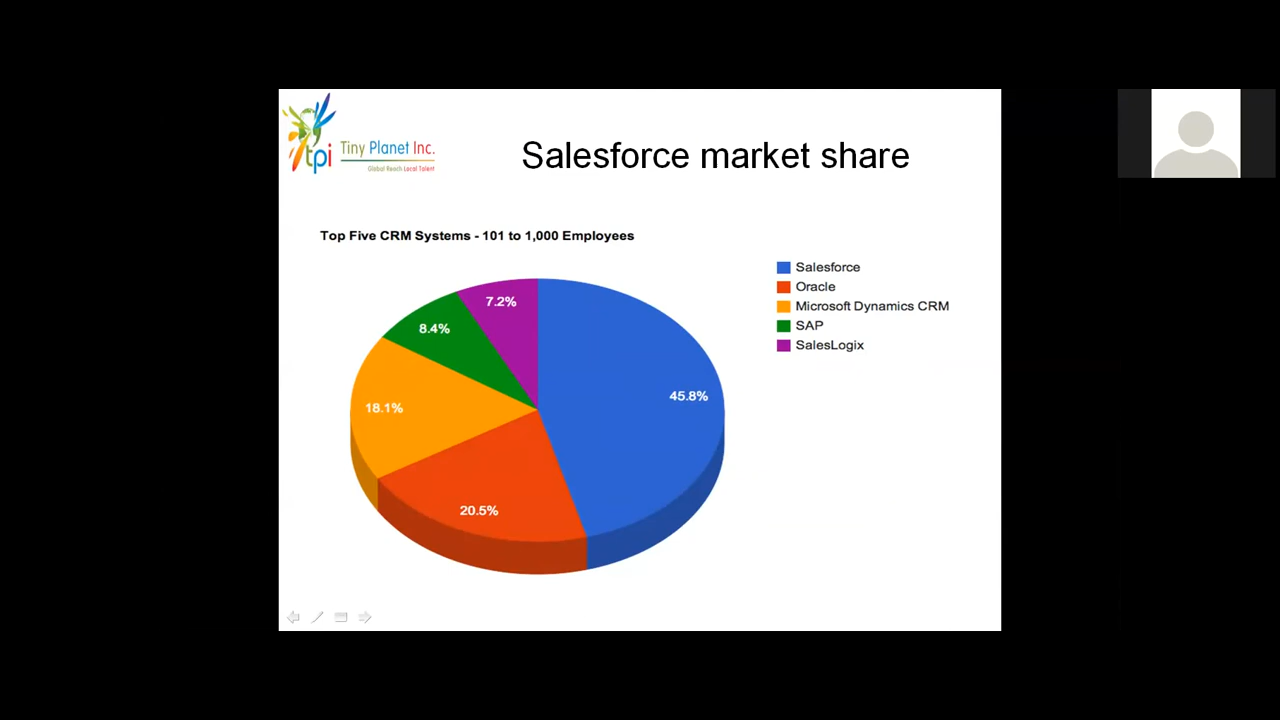 tpi
Tiny Planet Inc.
Global Reach Local Talent
Salesforce market share
Top Five CRM Systems - 101 to 1,000 Employees
Salesforce
Oracle
Microsoft Dynamics CRM
SAP
SalesLogix
7.2%
8.4%
45.8%
18.1%
20.5%